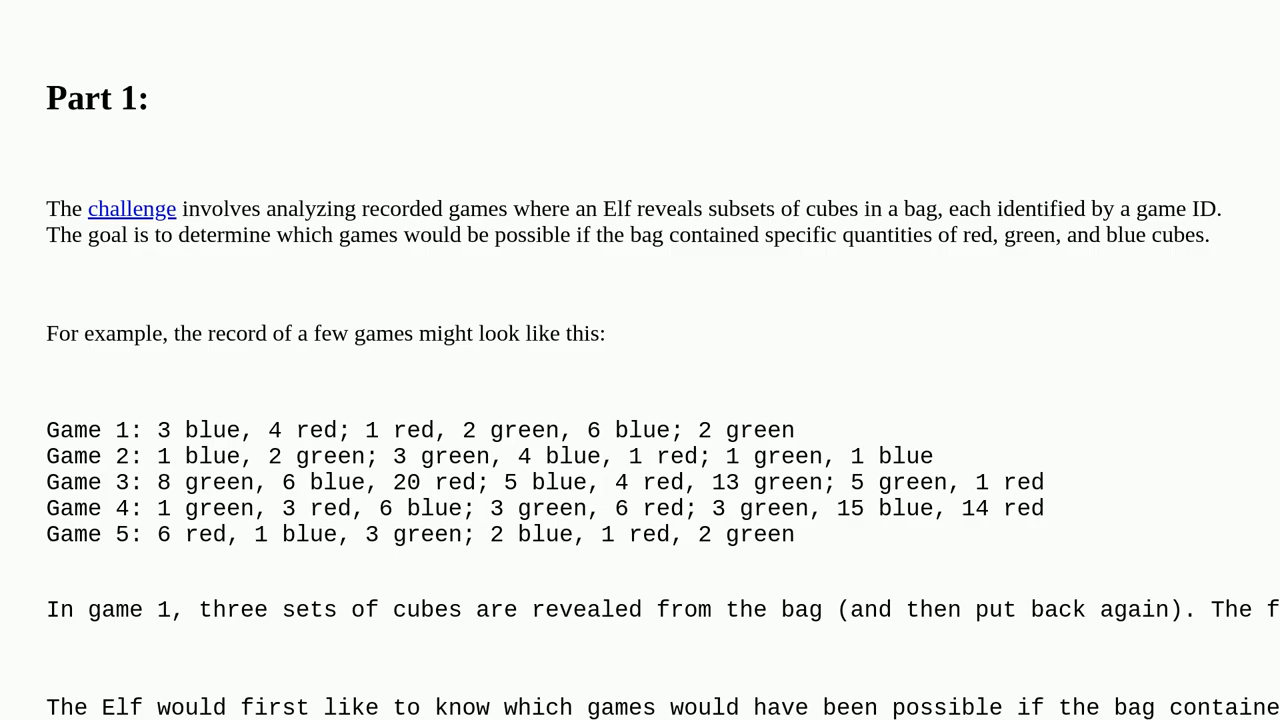 Part 1:
The challenge involves analyzing recorded games where an Elf reveals subsets of cubes in a bag, each identified by a game ID.
The goal is to determine which games would be possible if the bag contained specific quantities of red, green, and blue cubes.
For example, the record of a few games might look like this:
Game 1: 3 blue, 4 red; 1 red, 2 green, 6 blue; 2 green
Game 2: 1 blue, 2 green; 3 green, 4 blue, 1 red; 1 green, 1 blue
Game 3: 8 green, 6 blue, 20 red; 5 blue, 4 red, 13 green; 5 green, 1 red
Game 4: 1 green, 3 red, 6 blue; 3 green, 6 red; 3 green, 15 blue, 14 red
Game 5: 6 red, 1 blue, 3 green; 2 blue, 1 red, 2 green
In game 1, three sets of cubes are revealed from the bag (and then put back again). The f
The Elf would first like to know which games would have been possible if the bag containe